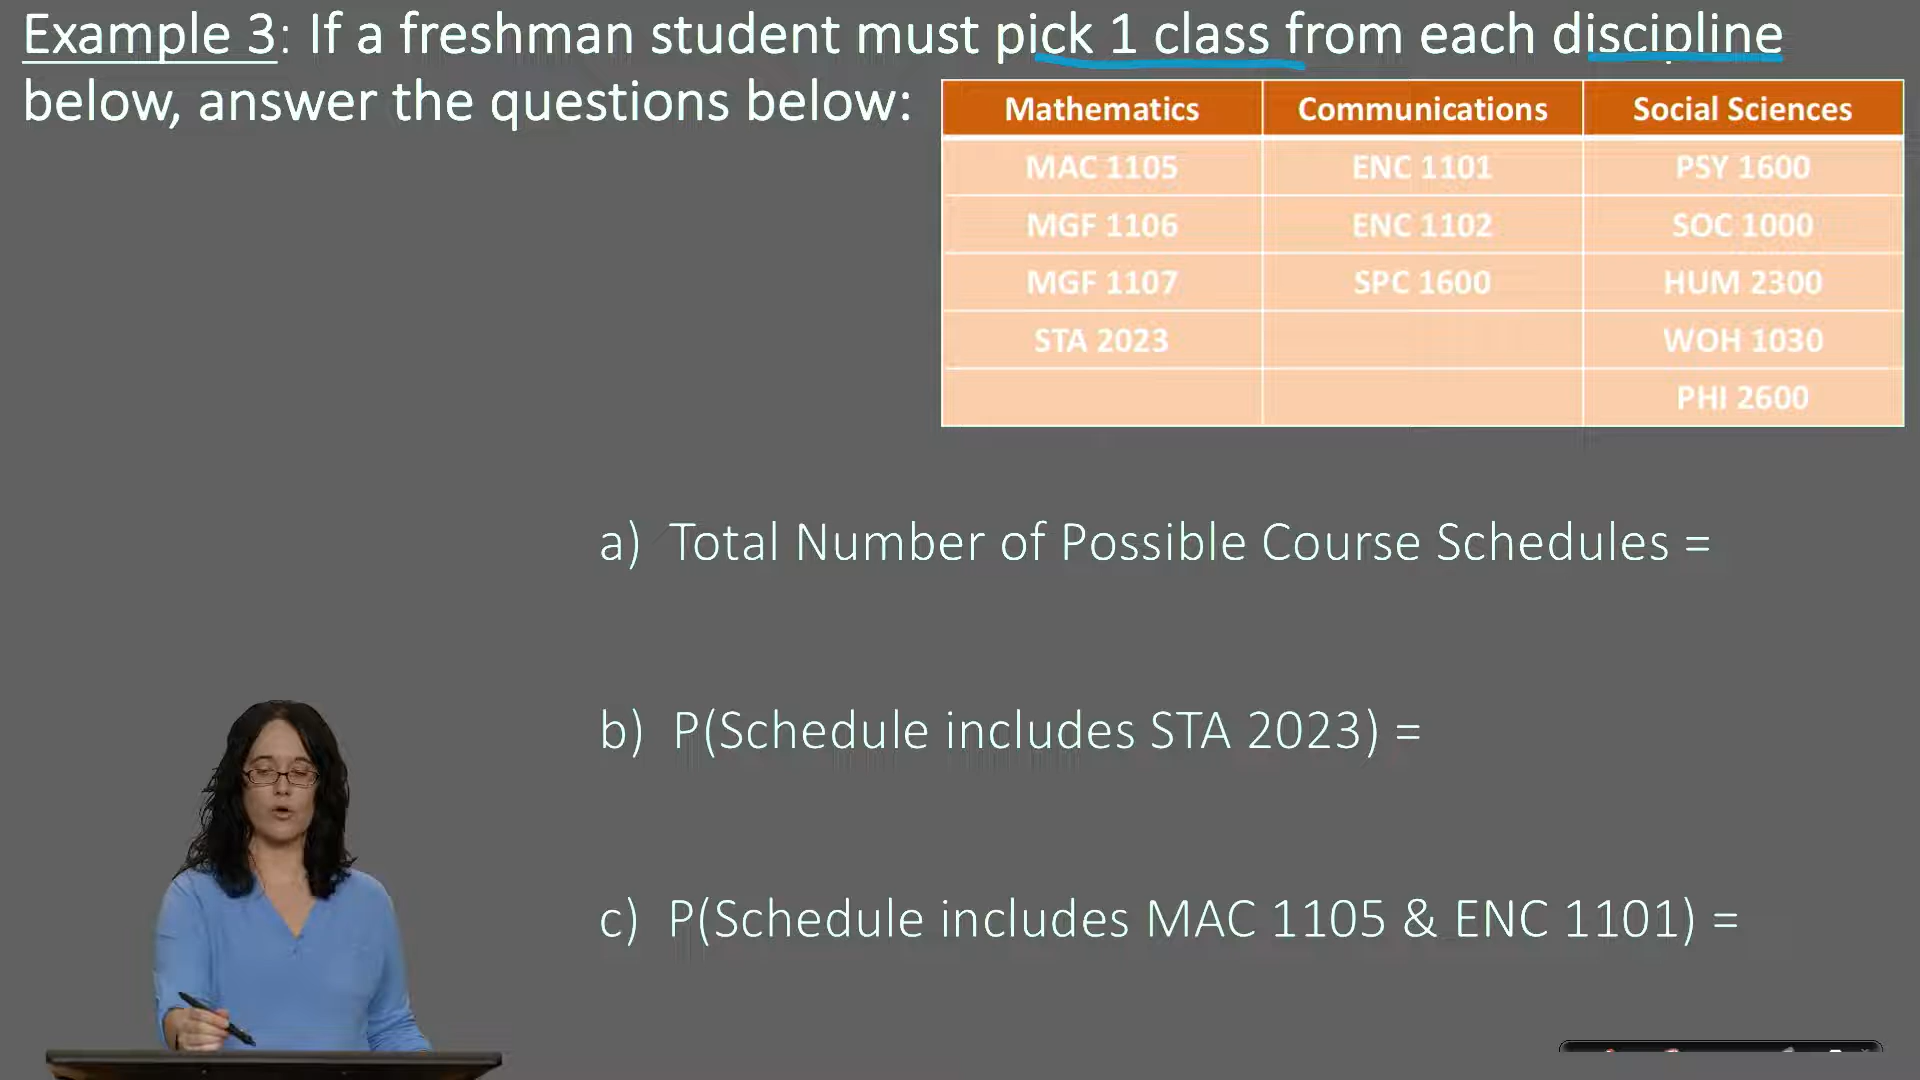 Example 3: If a freshman student must pick 1 class from each discipline
below, answer the questions below:
Mathematics Communications Social Sciences
MAC 1105 ENC 1101 PSY 1600
MGF 1106 ENC 1102 SOC 1000
MGF 1107 SPC 1600 HUM 2300
STA 2023 WOH 1030
PHI 2600
a) Total Number of Possible Course Schedules =
b) P(Schedule includes STA 2023) =
c) P(Schedule includes MAC 1105 & ENC 1101) =